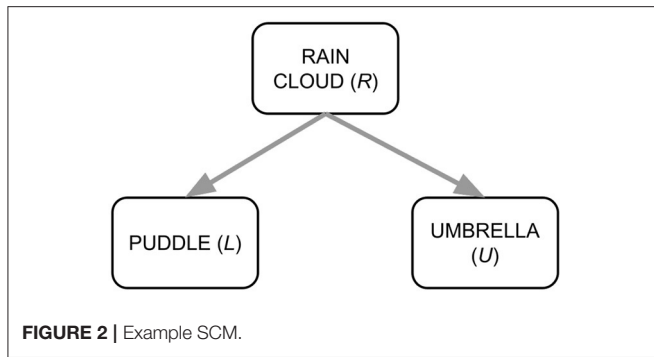 RAIN
CLOUD (R)
PUDDLE (L)
UMBRELLA
(U)
FIGURE 2 | Example SCM.